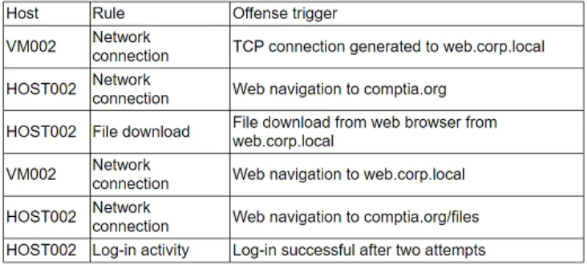 Host Rule Offense trigger
VM002 Network connection TCP connection generated to web.corp.local
HOST002 Network connection Web navigation to comptia.org
HOST002 File download File download from web browser from web.corp.local
VM002 Network connection Web navigation to web.corp.local
HOST002 Network connection Web navigation to comptia.org/files
HOST002 Log-in activity Log-in successful after two attempts